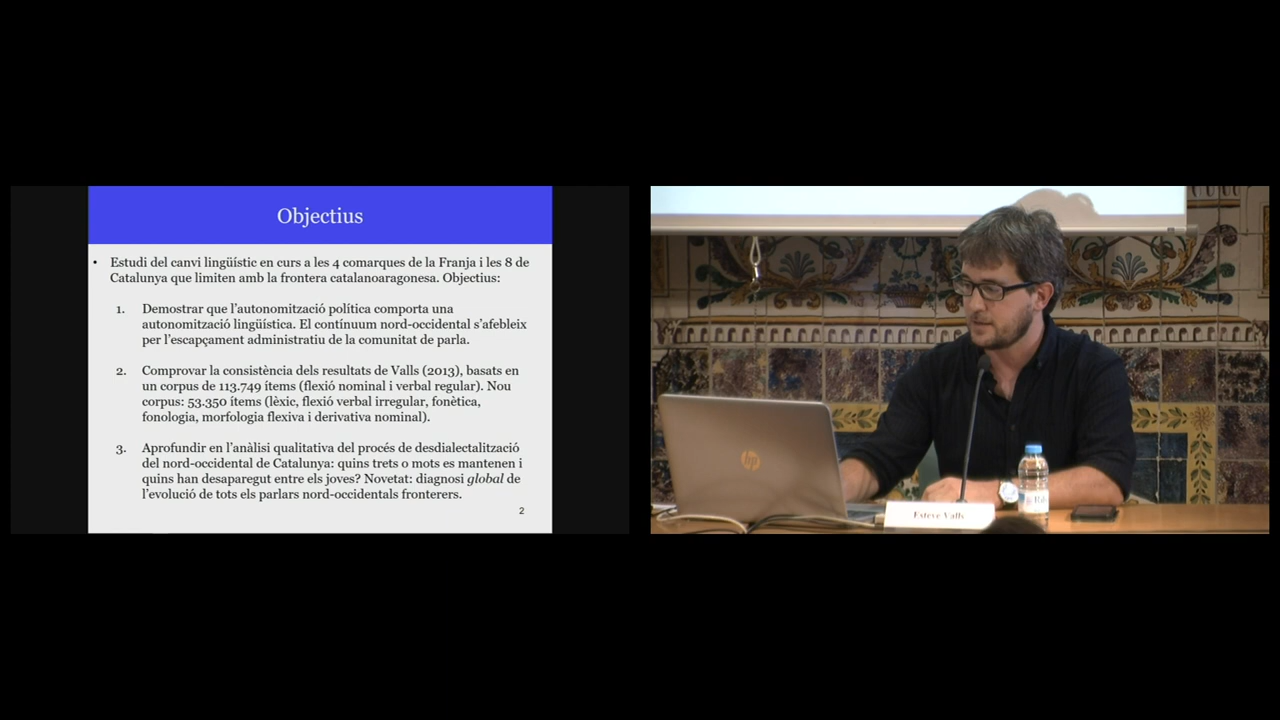 Objectius
• Estudi del canvi lingüístic en curs a les 4 comarques de la Franja i les 8 de
Catalunya que limiten amb la frontera catalanoaragonesa. Objectius:
1. Demostrar que l’autonomització política comporta una
autonomització lingüística. El contínuum nord-occidental s’afebleix
per l’escapçament administratiu de la comunitat de parla.
2. Comprovar la consistència dels resultats de Valls (2013), basats en
un corpus de 113.749 ítems (flexió nominal i verbal regular). Nou
corpus: 53.350 ítems (lèxic, flexió verbal irregular, fonètica,
fonologia, morfologia flexiva i derivativa nominal).
3. Aprofundir en l’anàlisi qualitativa del procés de desdialectalització
del nord-occidental de Catalunya: quins trets o mots es mantenen i
quins han desaparegut entre els joves? Novetat: diagnosi global de
l’evolució de tots els parlars nord-occidentals fronterers.
2
hp
Esteve Valls